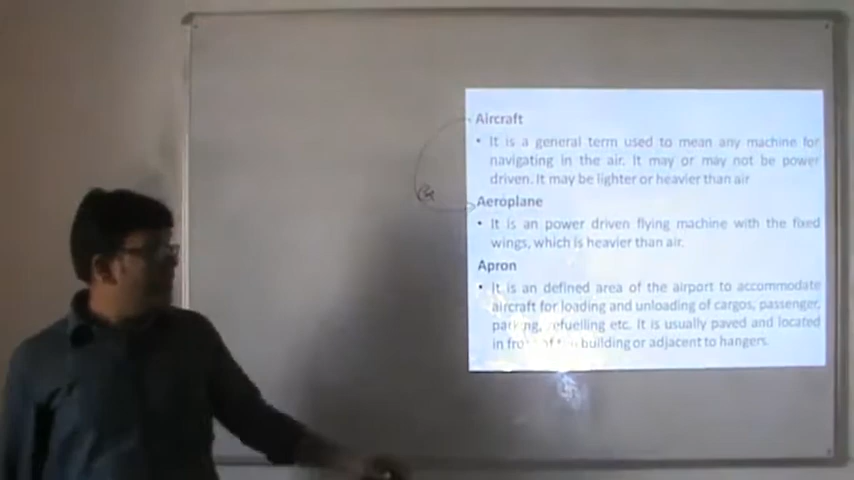 Aircraft
• It is a general term used to mean any machine for
navigating in the air. It may or may not be power
driven. It may be lighter or heavier than air
Aeroplane
• It is an power driven flying machine with the fixed
wings, which is heavier than air.
Apron
• It is an defined area of the airport to accommodate
aircraft for loading and unloading of cargos, passenger,
parking, refuelling etc. It is usually paved and located
in building or adjacent to hangers.